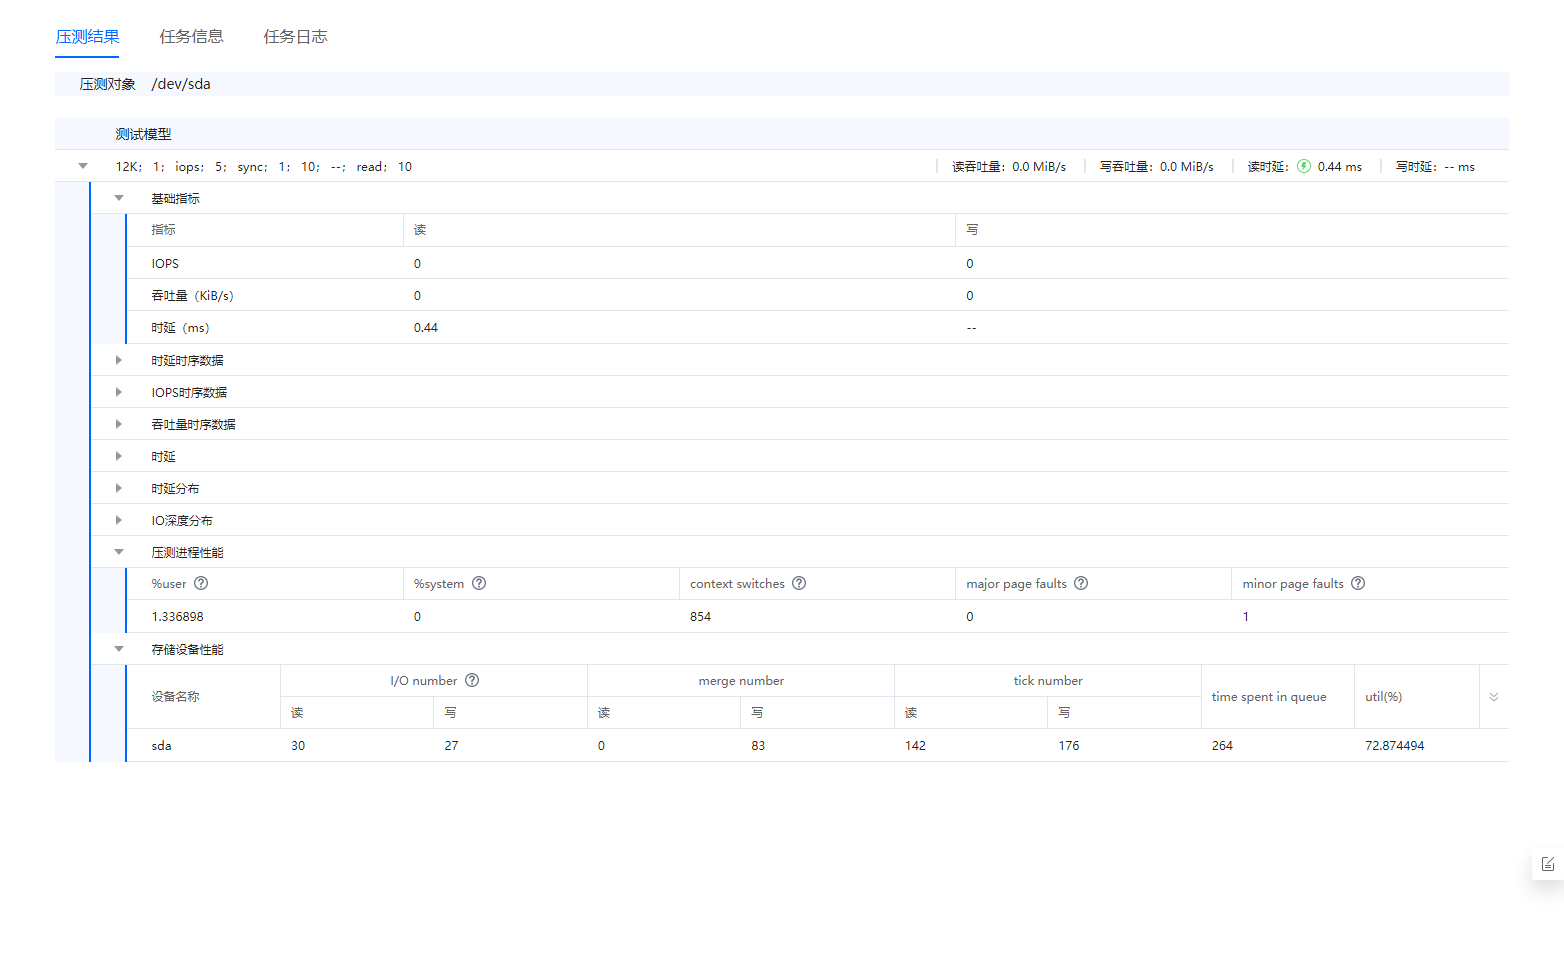 压测结果 任务信息 任务日志
压测对象 /dev/sda
测试模型
12K; 1; iops; 5; sync; 1; 10; --; read; 10 读吞吐量: 0.0 MiB/s 写吞吐量: 0.0 MiB/s 读时延: 0.44 ms 写时延: -- ms
基础指标
指标 读 写
IOPS 0 0
吞吐量（KiB/s） 0 0
时延（ms） 0.44 --
时延时序数据
IOPS时序数据
吞吐量时序数据
时延
时延分布
IO深度分布
压测进程性能
%user %system context switches major page faults minor page faults
1.336898 0 854 0 1
存储设备性能
设备名称 I/O number merge number tick number time spent in queue util(%)
读 写 读 写 读 写
sda 30 27 0 83 142 176 264 72.874494